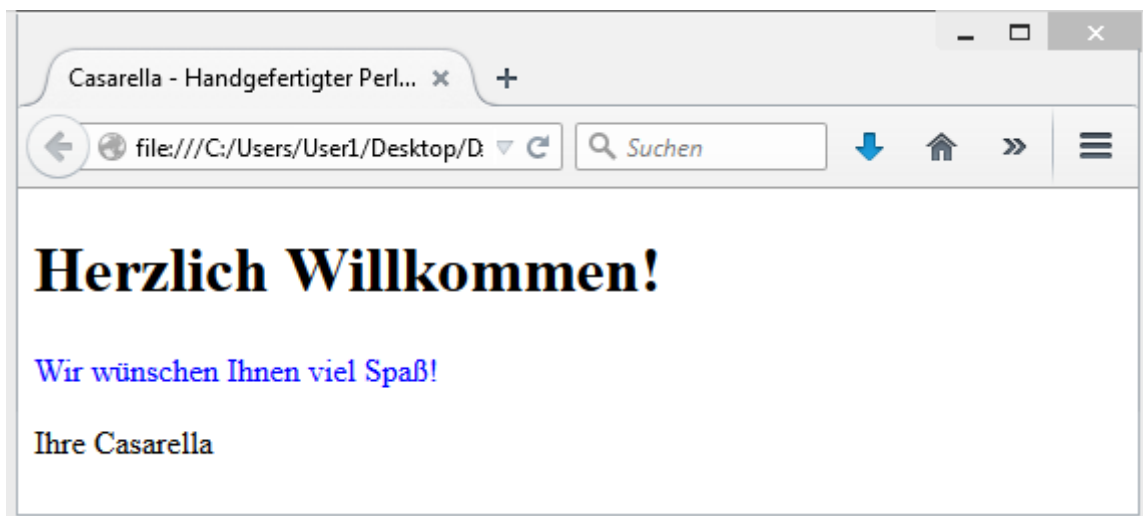 Casarella - Handgefertigter Perl...
file:///C:/Users/User1/Desktop/D: Suchen
Herzlich Willkommen!
Wir wünschen Ihnen viel Spaß!
Ihre Casarella